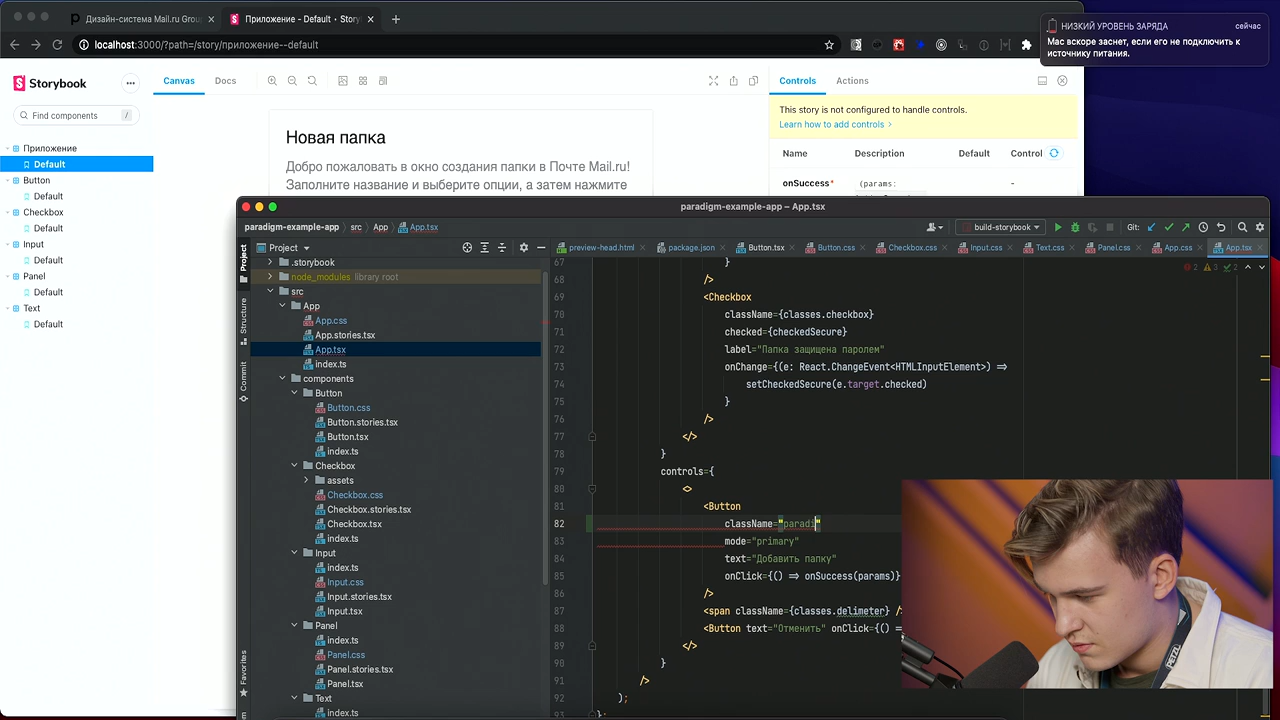 Дизайн-система Mail.ru Grou
Приложение - Default · Story
localhost:3000/?path=/story/приложение--default
НИЗКИЙ УРОВЕНЬ ЗАРЯДА
сейчас
Mac вскоре заснет, если его не подключить к
источнику питания.
Storybook
Canvas
Docs
Controls
Actions
Find components
/
Приложение
Default
Button
Default
Checkbox
Default
Input
Default
Panel
Default
Text
Default
Новая папка
Добро пожаловать в окно создания папки в Почте Mail.ru!
Заполните название и выберите опции, а затем нажмите
This story is not configured to handle controls.
Learn how to add controls
Name
Description
Default
Control
onSuccess*
(params:
-
paradigm-example-app – App.tsx
paradigm-example-app
src
App
App.tsx
build-storybook
Git:
Project
preview-head.html
package.json
Button.tsx
Button.css
Checkbox.css
Input.css
Text.css
Panel.css
App.css
App.tsx
Project
Structure
Commit
Favorites
.storybook
node_modules library root
src
App
App.css
App.stories.tsx
App.tsx
index.ts
components
Button
Button.css
Button.stories.tsx
Button.tsx
index.ts
Checkbox
assets
Checkbox.css
Checkbox.stories.tsx
Checkbox.tsx
index.ts
Input
index.ts
Input.css
Input.stories.tsx
Input.tsx
Panel
index.ts
Panel.css
Panel.stories.tsx
Panel.tsx
Text
index.ts
2 3 2
67 }
68 />
69 <Checkbox
70 className={classes.checkbox}
71 checked={checkedSecure}
72 label="Папка защищена паролем"
73 onChange={(e: React.ChangeEvent<HTMLInputElement>) ⇒
74 setCheckedSecure(e.target.checked)
75 }
76 />
77 </>
78 }
79 controls={
80 <>
81 <Button
82 className="paradi"
83 mode="primary"
84 text="Добавить папку"
85 onClick={() ⇒ onSuccess(params)}
86 />
87 <span className={classes.delimeter} /
88 <Button text="Отменить" onClick={() =
89 </>
90 }
91 />
92 );
93 };
PETZL